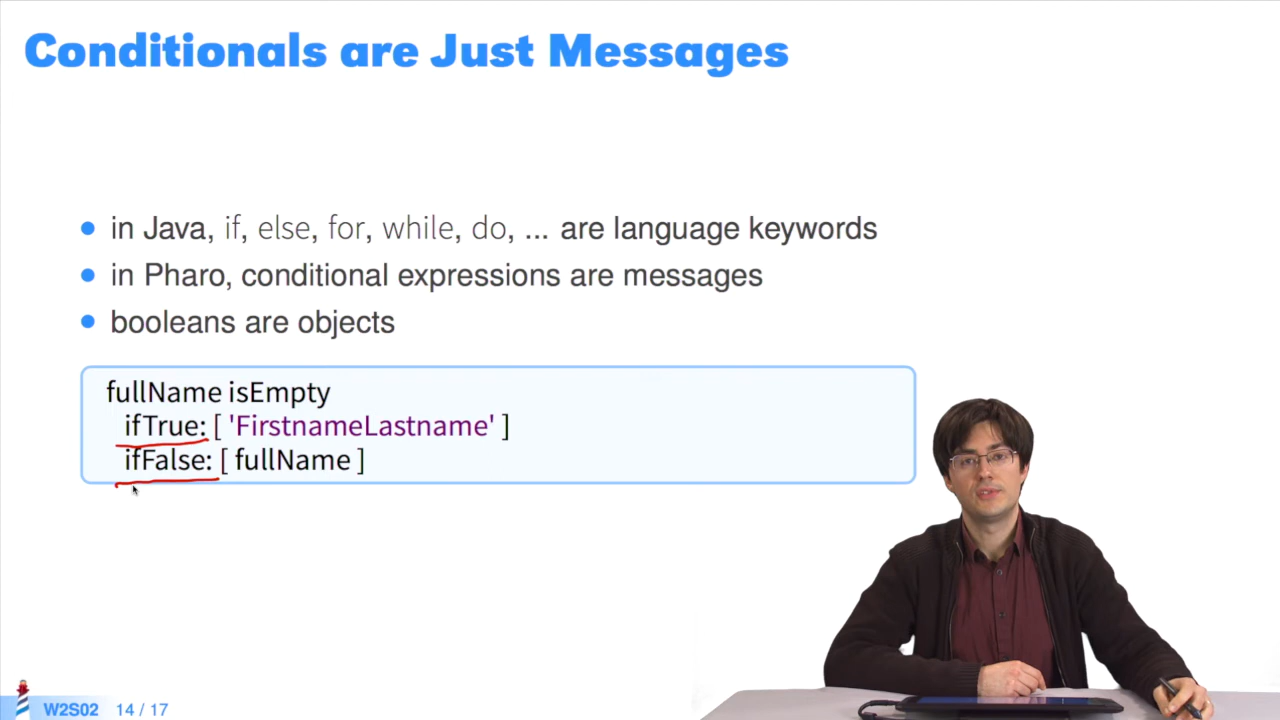 Conditionals are Just Messages
in Java, if, else, for, while, do, ... are language keywords
in Pharo, conditional expressions are messages
booleans are objects
fullName isEmpty
ifTrue: [ 'FirstnameLastname' ]
ifFalse: [ fullName ]
W2S02 14 / 17